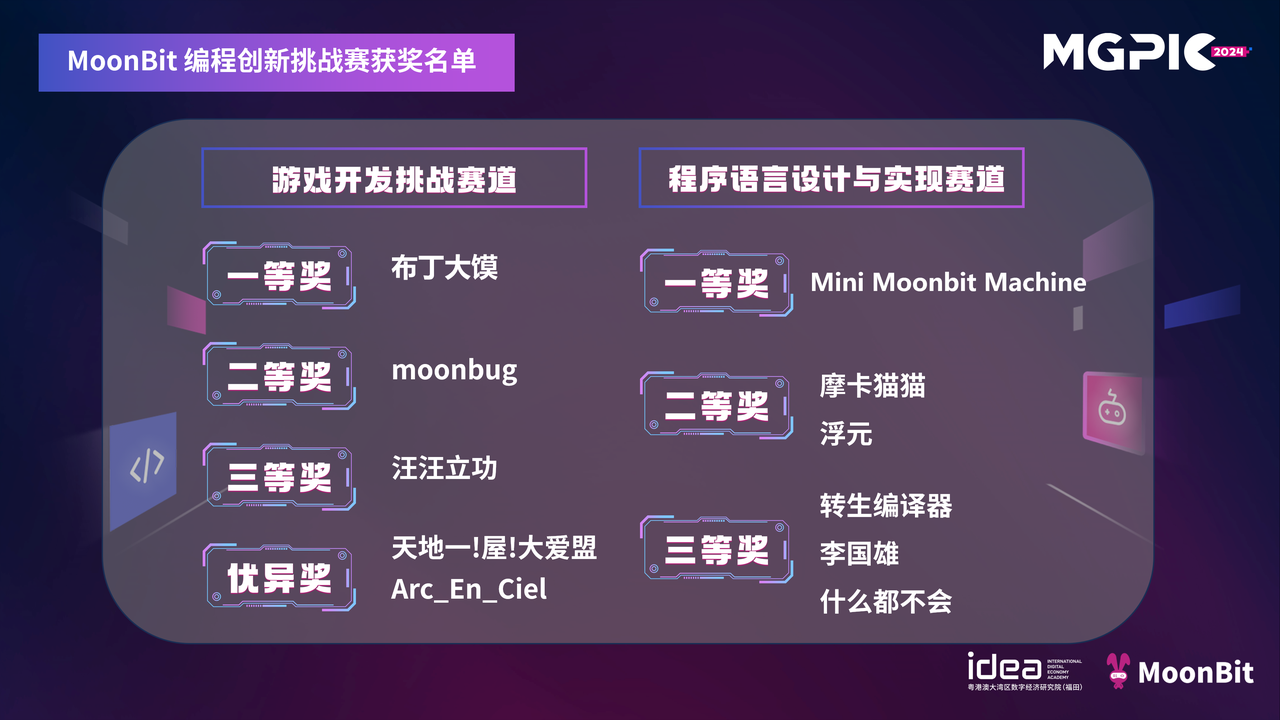 MoonBit 编程创新挑战赛获奖名单
MGPIC 2024
游戏开发挑战赛道
一等奖
布丁大馍
二等奖
moonbug
三等奖
汪汪立功
优异奖
天地一!屋!大爱盟
Arc_En_Ciel
程序语言设计与实现赛道
一等奖
Mini Moonbit Machine
二等奖
摩卡猫猫
浮元
三等奖
转生编译器
李国雄
什么都不会
idea
INTERNATIONAL
DIGITAL
ECONOMY
ACADEMY
粤港澳大湾区数字经济研究院(福田)
MoonBit